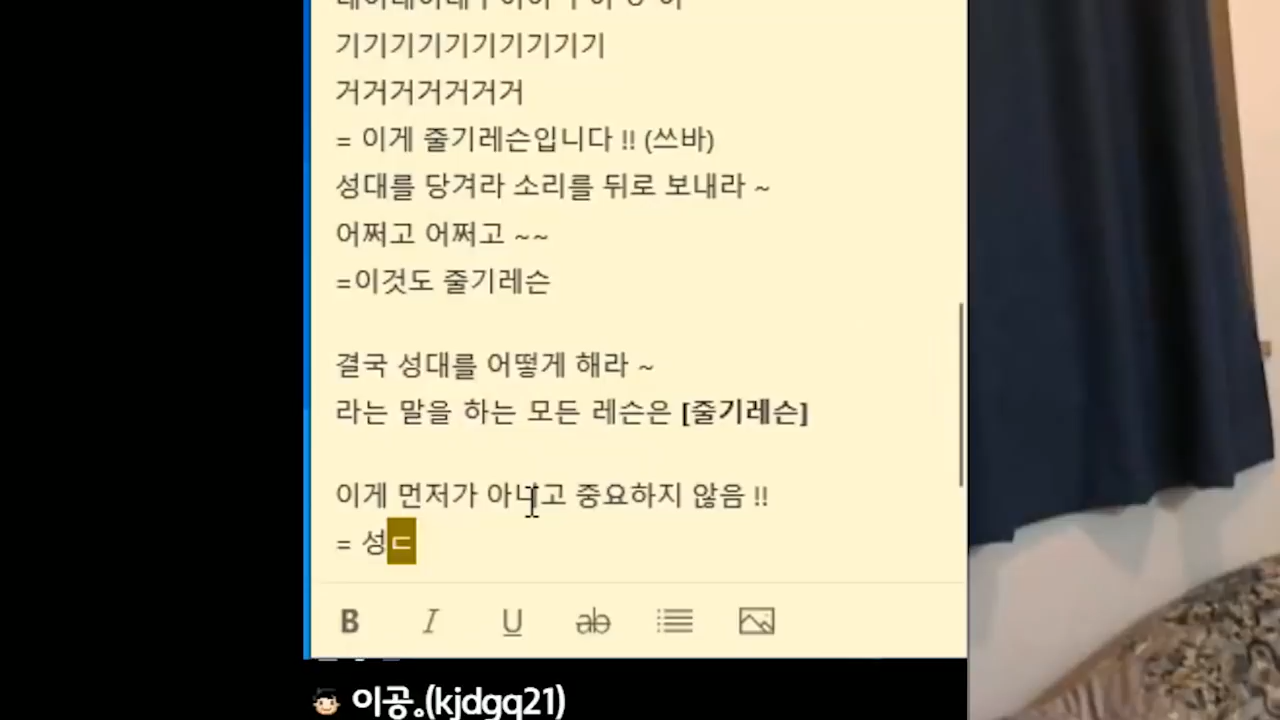 기기기기기기기기기기
거거거거거거거
= 이게 줄기레슨입니다 !! (쓰바)
성대를 당겨라 소리를 뒤로 보내라 ~
어쩌고 어쩌고 ~~
=이것도 줄기레슨
결국 성대를 어떻게 해라 ~
라는 말을 하는 모든 레슨은 [줄기레슨]
이게 먼저가 아니고 중요하지 않음 !!
= 성ㄷ
B I U ab
이공.(kjdgq21)